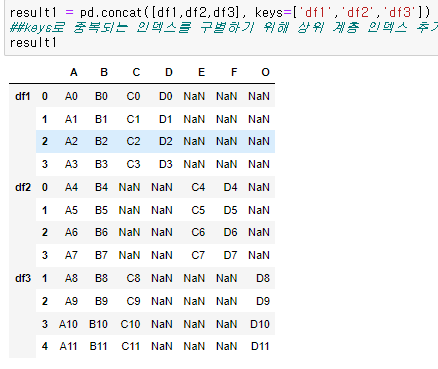 result1 = pd.concat([df1,df2,df3], keys=['df1','df2','df3'])
##keys로 중복되는 인덱스를 구별하기 위해 상위 계층 인덱스 추가
result1
A B C D E F O
df1 0 A0 B0 C0 D0 NaN NaN NaN
1 A1 B1 C1 D1 NaN NaN NaN
2 A2 B2 C2 D2 NaN NaN NaN
3 A3 B3 C3 D3 NaN NaN NaN
df2 0 A4 B4 NaN NaN C4 D4 NaN
1 A5 B5 NaN NaN C5 D5 NaN
2 A6 B6 NaN NaN C6 D6 NaN
3 A7 B7 NaN NaN C7 D7 NaN
df3 1 A8 B8 C8 NaN NaN NaN D8
2 A9 B9 C9 NaN NaN NaN D9
3 A10 B10 C10 NaN NaN NaN D10
4 A11 B11 C11 NaN NaN NaN D11